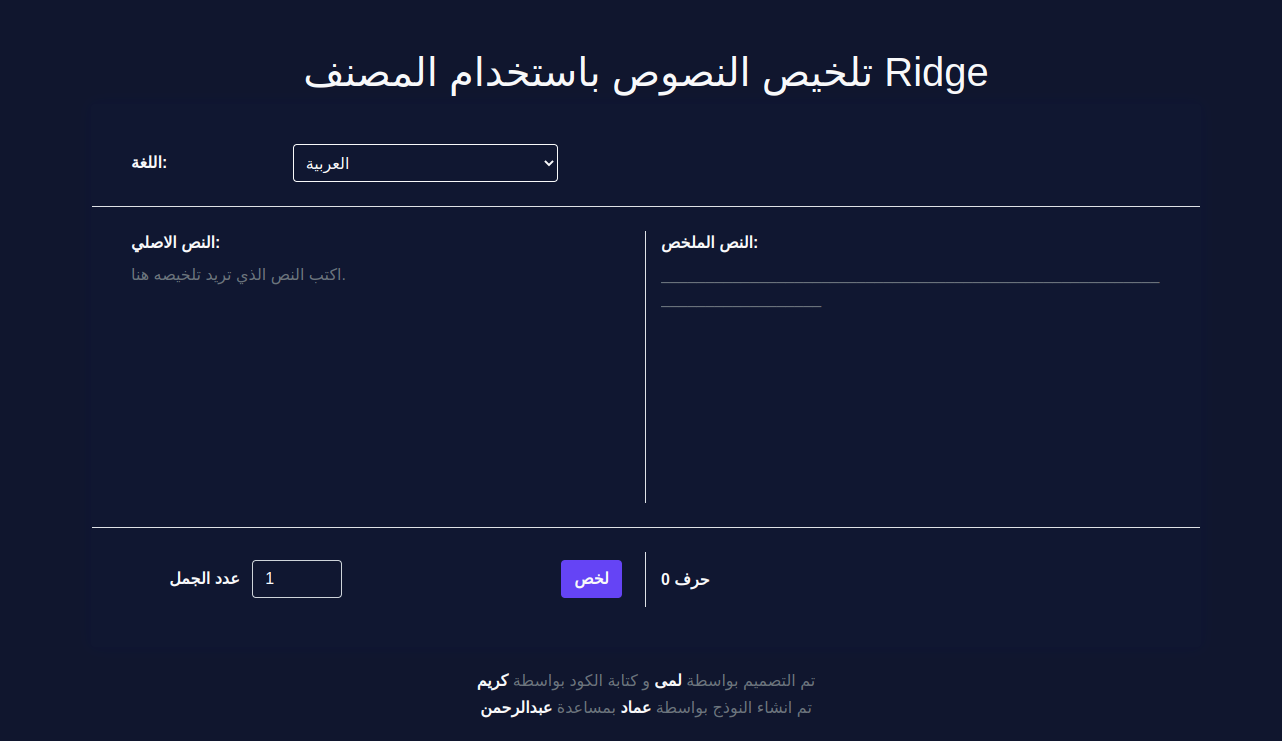 تلخيص النصوص باستخدام المصنف Ridge
اللغة:
العربية
النص الاصلي:
اكتب النص الذي تريد تلخيصه هنا.
النص الملخص:
عدد الجمل
1
لخص
0 حرف
تم التصميم بواسطة لمى و كتابة الكود بواسطة كريم
تم انشاء النوذج بواسطة عماد بمساعدة عبدالرحمن